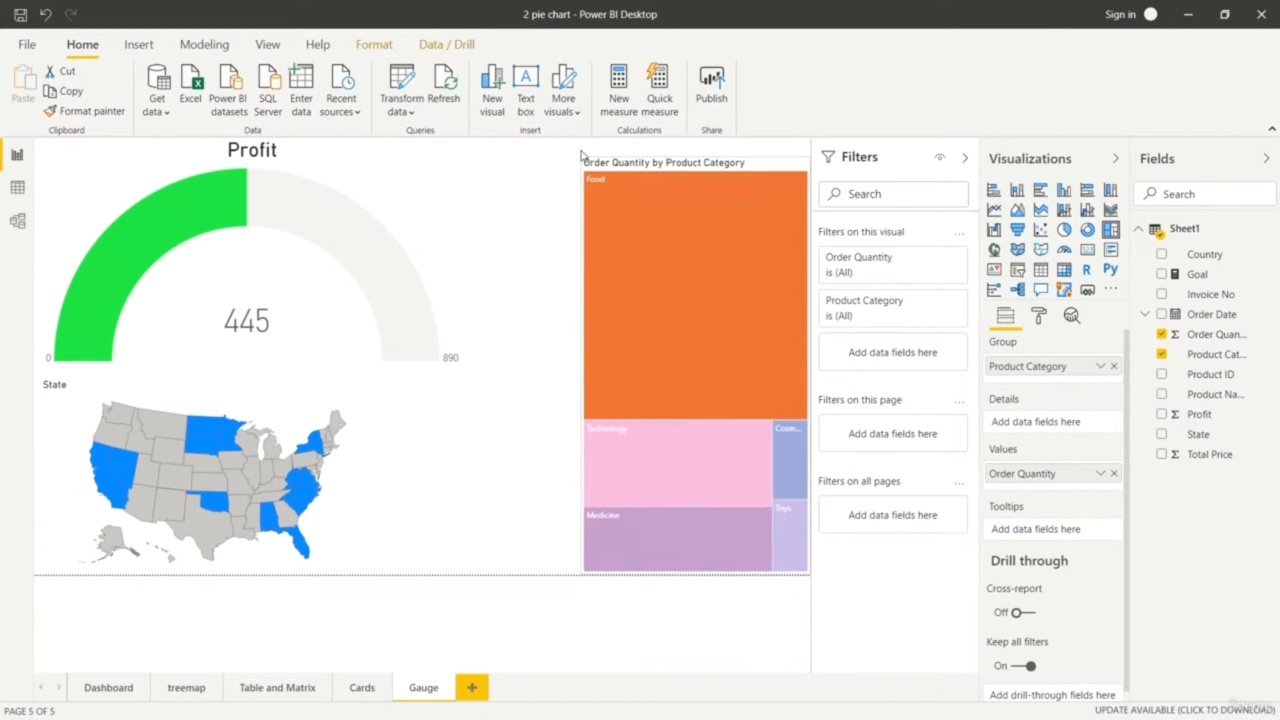 2 pie chart - Power BI Desktop
Sign in
File
Home
Insert
Modeling
View
Help
Format
Data / Drill
Paste
Cut
Copy
Format painter
Clipboard
Get data
Excel
Power BI datasets
SQL Server
Enter data
Recent sources
Data
Transform data
Refresh
Queries
New visual
Text box
More visuals
Insert
New measure
Quick measure
Calculations
Publish
Share
Profit
445
0
890
State
Order Quantity by Product Category
Food
Technology
Cosm...
Medicine
Toys
Filters
Search
Filters on this visual
...
Order Quantity
is (All)
Product Category
is (All)
Add data fields here
Filters on this page
...
Add data fields here
Filters on all pages
...
Add data fields here
Visualizations
R
Py
...
Group
Product Category
Details
Add data fields here
Values
Order Quantity
Tooltips
Add data fields here
Drill through
Cross-report
Off
Keep all filters
On
Add drill-through fields here
Fields
Search
Sheet1
Country
Goal
Invoice No
Order Date
Σ Order Quan...
Product Cat...
Product ID
Product Na...
Σ Profit
State
Σ Total Price
Dashboard
treemap
Table and Matrix
Cards
Gauge
+
PAGE 5 OF 5
UPDATE AVAILABLE (CLICK TO DOWNLOAD)